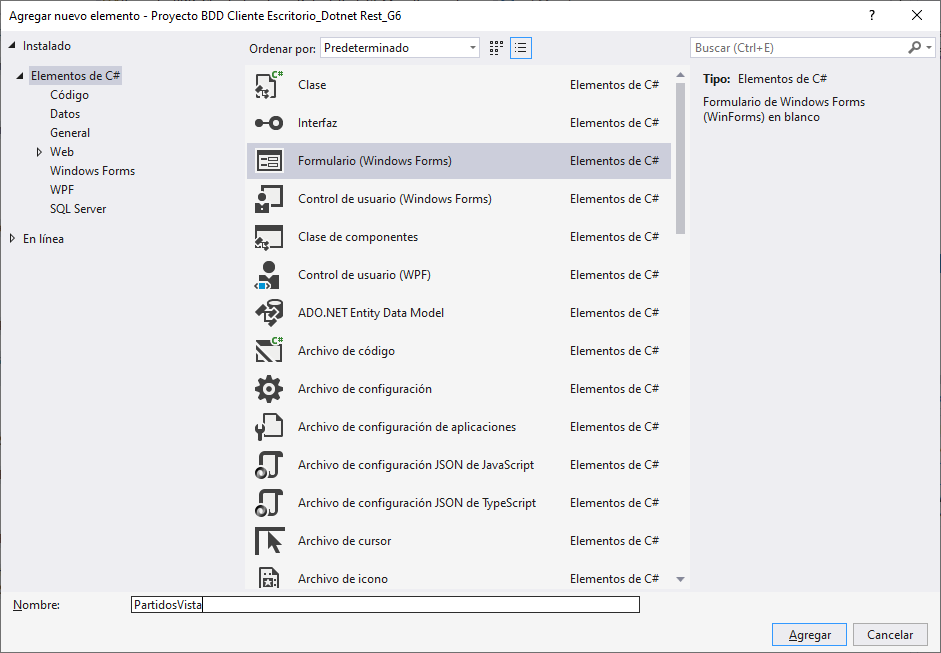 Agregar nuevo elemento - Proyecto BDD Cliente Escritorio_Dotnet Rest_G6
?
Instalado
Ordenar por: Predeterminado
Buscar (Ctrl+E)
Elementos de C#
Código
Datos
General
Web
Windows Forms
WPF
SQL Server
En línea
C# Clase Elementos de C#
Interfaz Elementos de C#
Formulario (Windows Forms) Elementos de C#
Control de usuario (Windows Forms) Elementos de C#
Clase de componentes Elementos de C#
Control de usuario (WPF) Elementos de C#
ADO.NET Entity Data Model Elementos de C#
C# Archivo de código Elementos de C#
Archivo de configuración Elementos de C#
Archivo de configuración de aplicaciones Elementos de C#
Archivo de configuración JSON de JavaScript Elementos de C#
Archivo de configuración JSON de TypeScript Elementos de C#
Archivo de cursor Elementos de C#
Archivo de icono Elementos de C#
Tipo: Elementos de C#
Formulario de Windows Forms
(WinForms) en blanco
Nombre: PartidosVista
Agregar Cancelar